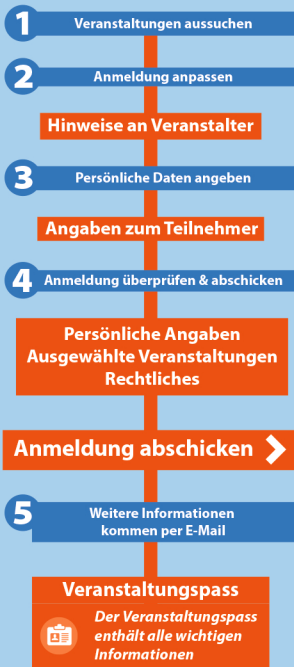 1 Veranstaltungen aussuchen
2 Anmeldung anpassen
Hinweise an Veranstalter
3 Persönliche Daten angeben
Angaben zum Teilnehmer
4 Anmeldung überprüfen & abschicken
Persönliche Angaben
Ausgewählte Veranstaltungen
Rechtliches
Anmeldung abschicken
5 Weitere Informationen
kommen per E-Mail
Veranstaltungspass
Der Veranstaltungspass
enthält alle wichtigen
Informationen